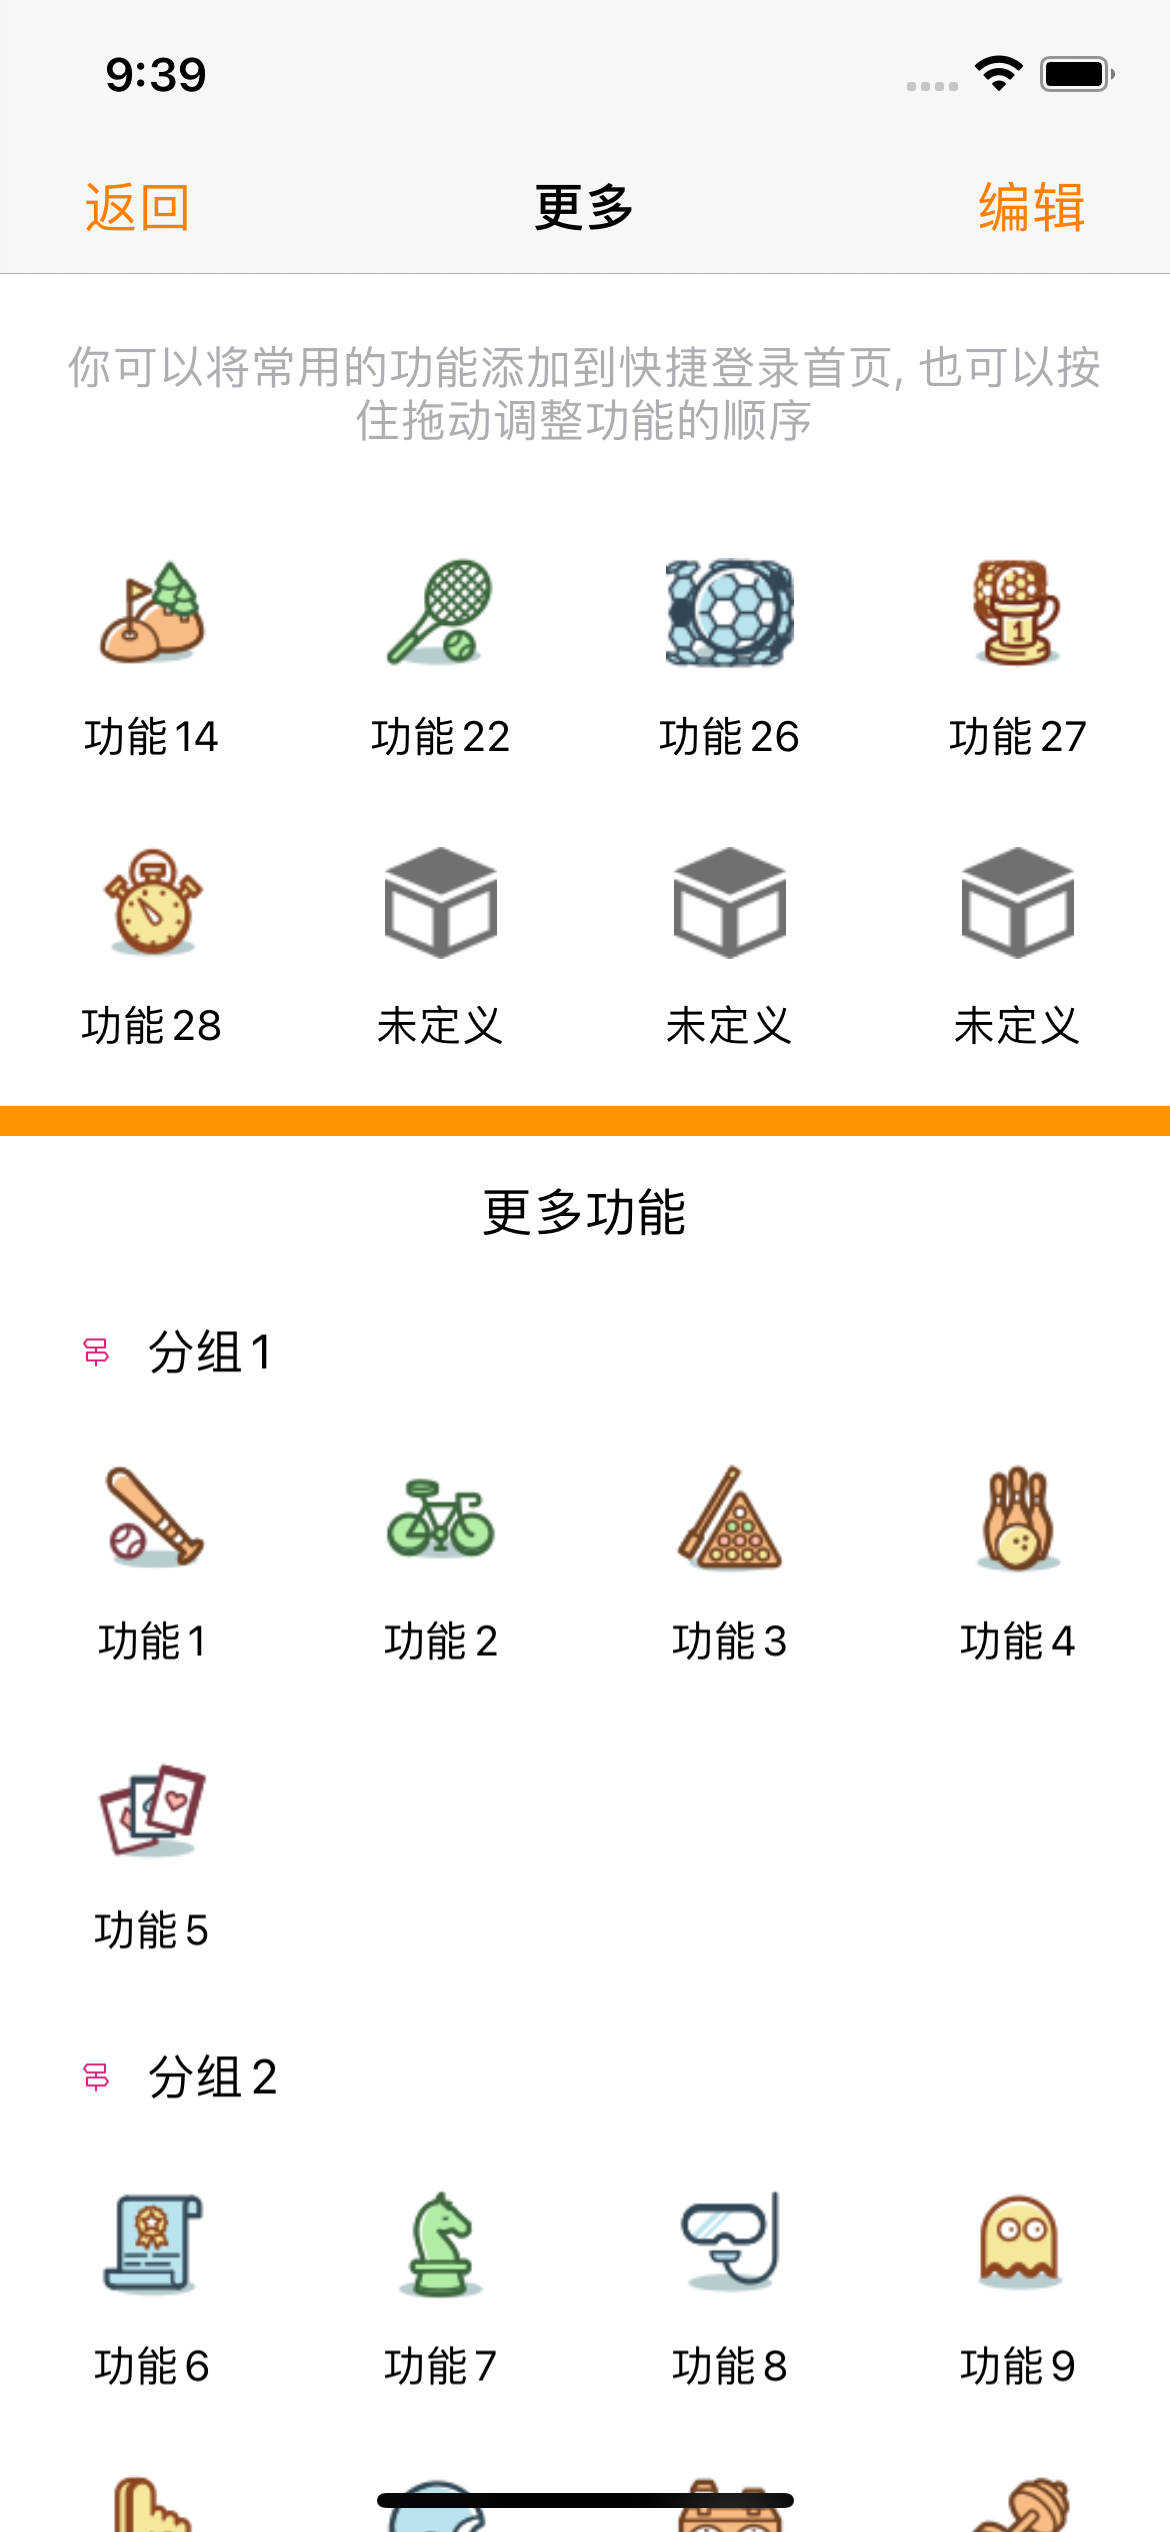 9:39
返回
更多
编辑
你可以将常用的功能添加到快捷登录首页, 也可以按
住拖动调整功能的顺序
功能14
功能22
功能26
1
功能27
功能28
未定义
未定义
未定义
更多功能
分组1
功能1
功能2
功能3
功能4
功能5
分组2
功能6
功能7
功能8
功能9